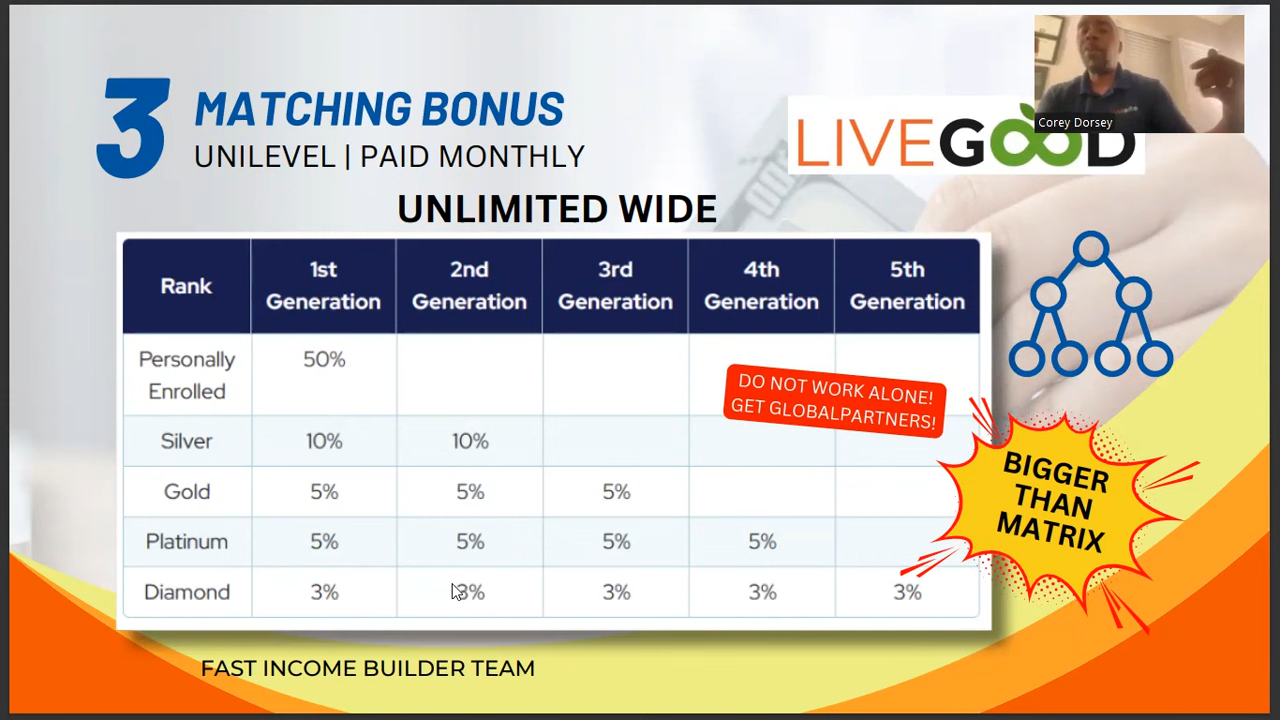 3
MATCHING BONUS
UNILEVEL | PAID MONTHLY
UNLIMITED WIDE
Corey Dorsey
LIVEGOOD
Rank 1st Generation 2nd Generation 3rd Generation 4th Generation 5th Generation
Personally Enrolled 50%
Silver 10% 10%
Gold 5% 5% 5%
Platinum 5% 5% 5% 5%
Diamond 3% 3% 3% 3% 3%
DO NOT WORK ALONE!
GET GLOBALPARTNERS!
BIGGER
THAN
MATRIX
FAST INCOME BUILDER TEAM